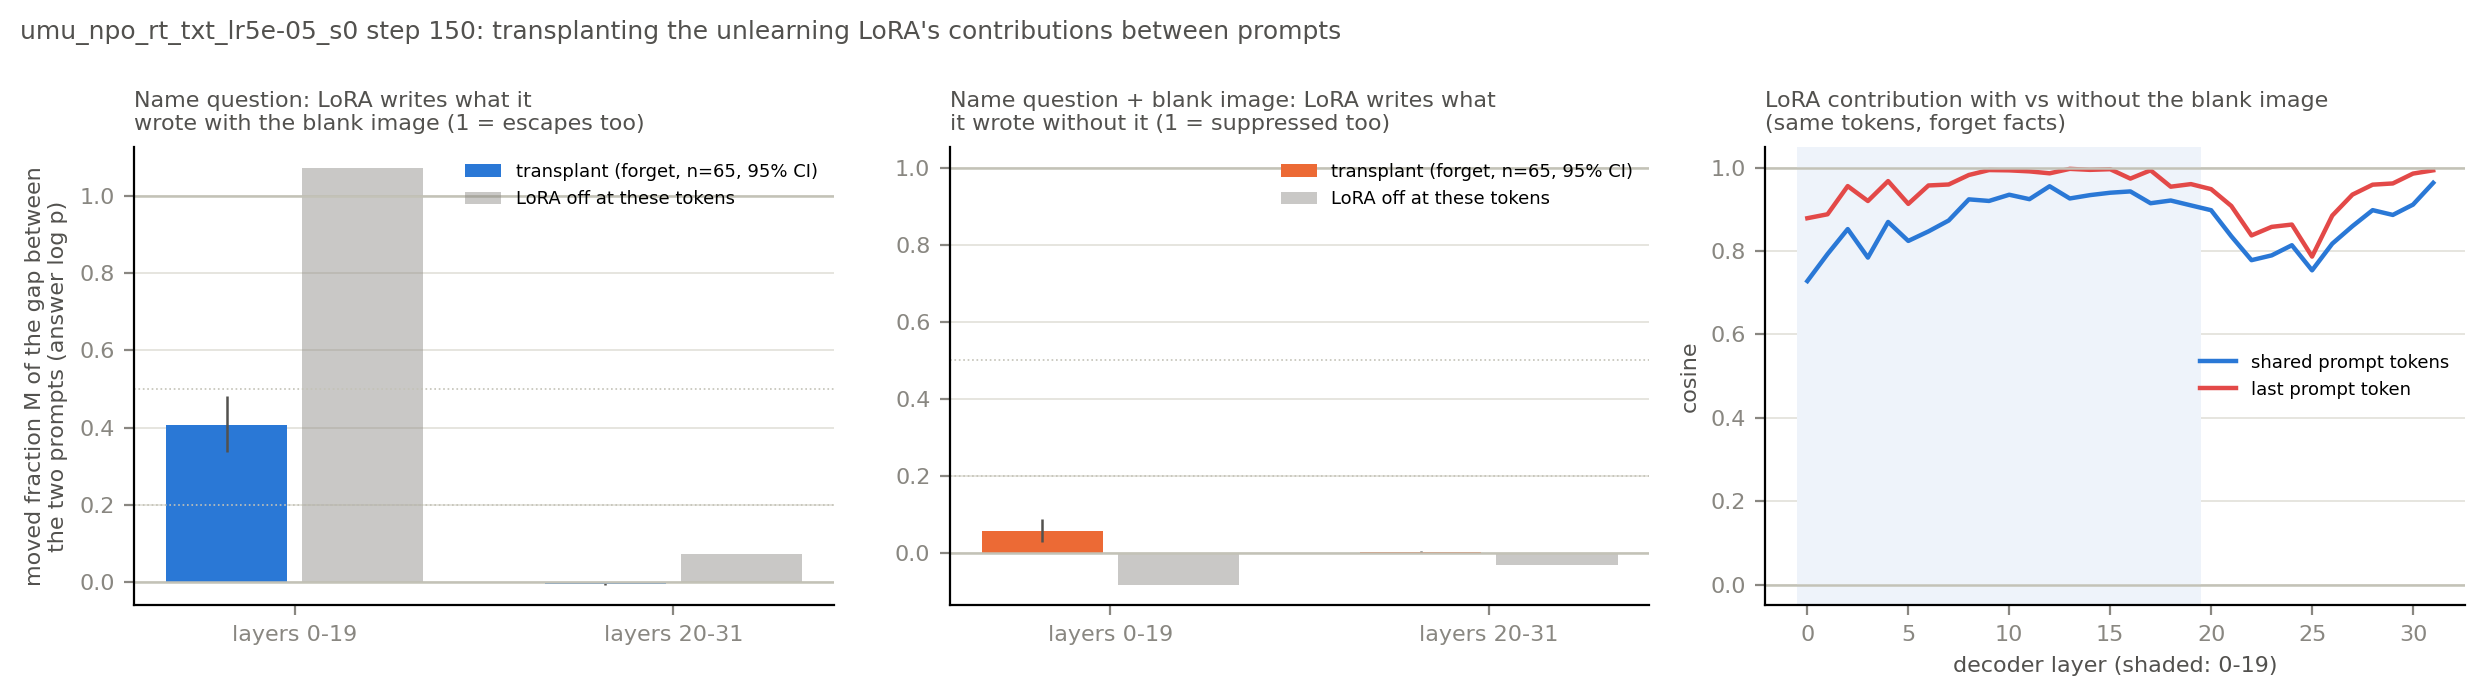 umu_npo_rt_txt_lr5e-05_s0 step 150: transplanting the unlearning LoRA's contributions between prompts
Name question: LoRA writes what it
wrote with the blank image (1 = escapes too)
moved fraction M of the gap between
the two prompts (answer log p)
1.0
0.8
0.6
0.4
0.2
0.0
transplant (forget, n=65, 95% CI)
LoRA off at these tokens
layers 0-19
layers 20-31
Name question + blank image: LoRA writes what
it wrote without it (1 = suppressed too)
1.0
0.8
0.6
0.4
0.2
0.0
transplant (forget, n=65, 95% CI)
LoRA off at these tokens
layers 0-19
layers 20-31
LoRA contribution with vs without the blank image
(same tokens, forget facts)
cosine
1.0
0.8
0.6
0.4
0.2
0.0
shared prompt tokens
last prompt token
0
5
10
15
20
25
30
decoder layer (shaded: 0-19)